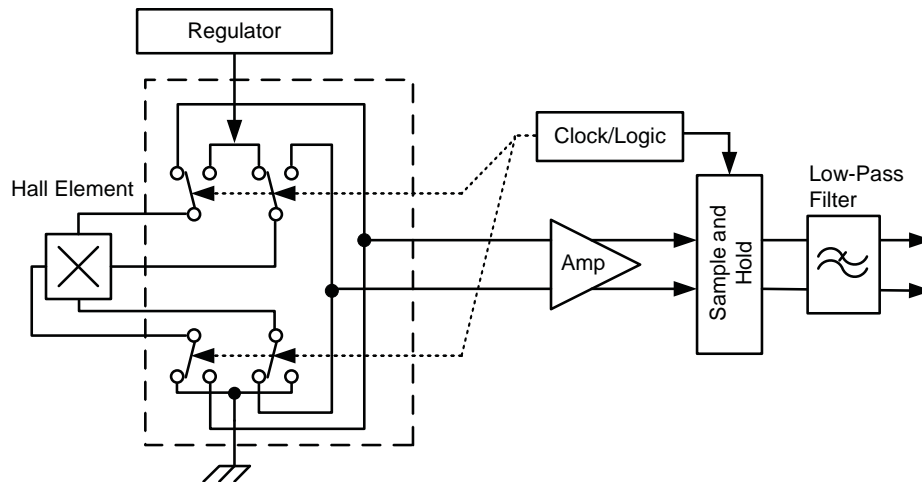 Regulator
Clock/Logic
Hall Element
Low-Pass
Filter
Amp
Sample and
Hold